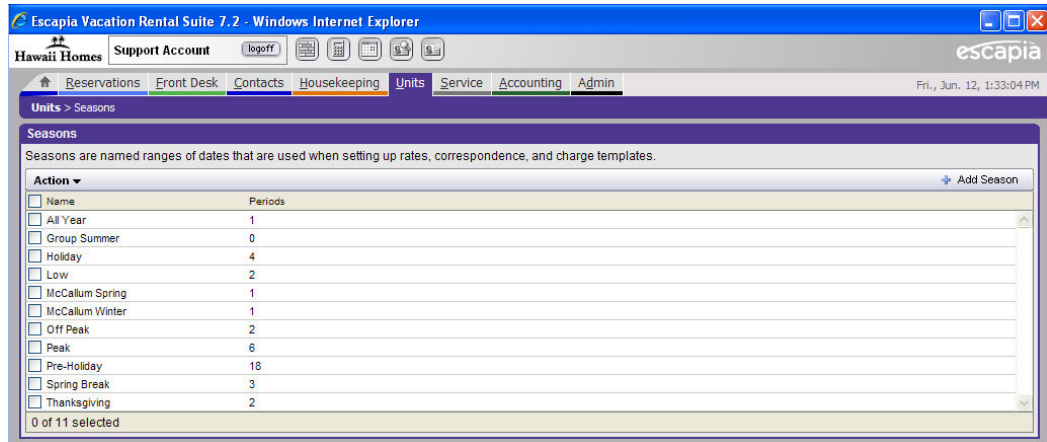 Escapia Vacation Rental Suite 7.2 - Windows Internet Explorer
Hawaii Homes Support Account logoff escapia
Reservations Front Desk Contacts Housekeeping Units Service Accounting Admin Fri., Jun. 12, 1:33:04 PM
Units > Seasons
Seasons
Seasons are named ranges of dates that are used when setting up rates, correspondence, and charge templates.
Action Add Season
Name Periods
All Year 1
Group Summer 0
Holiday 4
Low 2
McCallum Spring 1
McCallum Winter 1
Off Peak 2
Peak 6
Pre-Holiday 18
Spring Break 3
Thanksgiving 2
0 of 11 selected